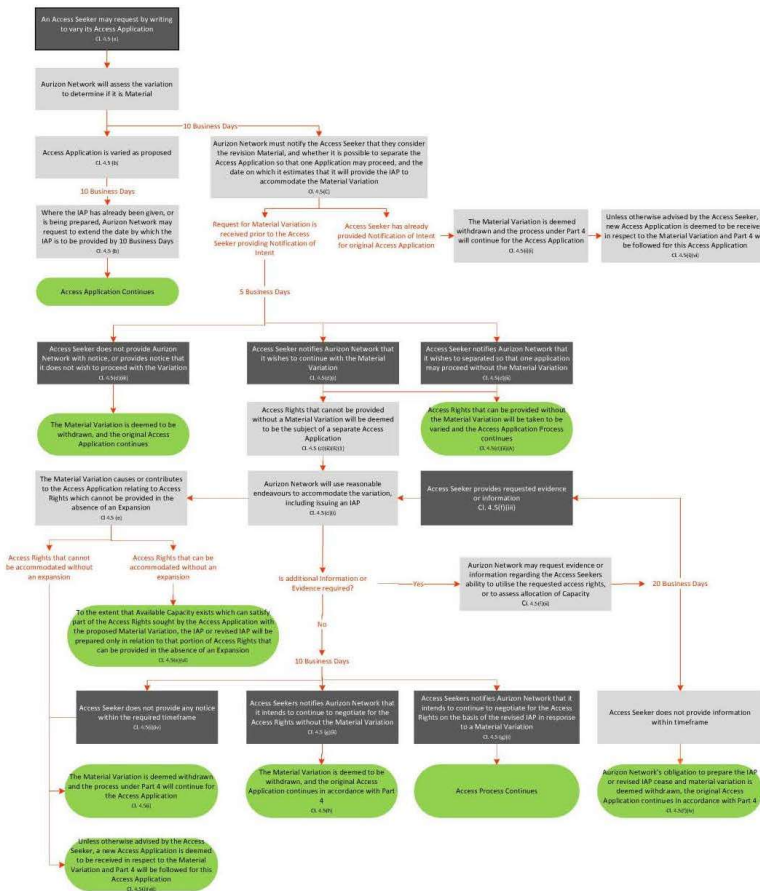 An Access Seeker may request by writing
to vary its Access Application
Cl. 4.5 (a)
Aurizon Network will assess the variation
to determine if it is Material
10 Business Days
Access Application is varied as proposed
Cl. 4.5 (b)
Aurizon Network must notify the Access Seeker that they consider
the revision Material, and whether it is possible to separate the
Access Application so that one Application may proceed, and the
date on which it estimates that it will provide the IAP to
accommodate the Material Variation
10 Business Days
Where the IAP has already been given, or
is being prepared, Aurizon Network may
request to extend the date by which the
IAP is to be provided by 10 Business Days
Cl. 4.5 (b)
Request for Material Variation is
received prior to the Access
Seeker providing Notification of
Intent
Access Seeker has already
provided Notification of Intent
for original Access Application
The Material Variation is deemed
withdrawn and the process under Part 4
will continue for the Access Application
Unless otherwise advised by the Access Seeker,
new Access Application is deemed to be receive
in respect to the Material Variation and Part 4 wi
be followed for this Access Application
Access Application Continues
5 Business Days
Access Seeker does not provide Aurizon
Network with notice, or provides notice that
it does not wish to proceed with the Variation
Access Seeker notifies Aurizon Network that
it wishes to continue with the Material
Variation
Access Seeker notifies Aurizon Network that
it wishes to separated so that one application
may proceed without the Material Variation
The Material Variation is deemed to be
withdrawn, and the original Access
Application continues
Access Rights that cannot be provided
without a Material Variation will be deemed
to be the subject of a separate Access
Application
Access Rights that can be provided without
the Material Variation will be taken to be
varied and the Access Application Process
continues
The Material Variation causes or contributes
to the Access Application relating to Access
Rights which cannot be provided in the
absence of an Expansion
Cl. 4.5 (e)
Aurizon Network will use reasonable
endeavours to accommodate the variation,
including issuing an IAP
Access Seeker provides requested evidence
or information
Cl. 4.5(f)(iii)
Access Rights that cannot
be accommodated without
an expansion
Access Rights that can be
accommodated without an
expansion
Is additional Information or
Evidence required?
Yes
Aurizon Network may request evidence or
information regarding the Access Seekers
ability to utilise the requested access rights,
or to assess allocation of Capacity
Cl. 4.5(f)(ii)
20 Business Days
To the extent that Available Capacity exists which can satisfy
part of the Access Rights sought by the Access Application with
the proposed Material Variation, the IAP or revised IAP will be
prepared only in relation to that portion of Access Rights that
can be provided in the absence of an Expansion
No
10 Business Days
Access Seeker does not provide any notice
within the required timeframe
Access Seekers notifies Aurizon Network that
it intends to continue to negotiate for the
Access Rights without the Material Variation
Cl. 4.5 (g)(ii)
Access Seekers notifies Aurizon Network that it
intends to continue to negotiate for the Access
Rights on the basis of the revised IAP in response
to a Material Variation
Cl. 4.5 (g)(i)
Access Seeker does not provide information
within timeframe
The Material Variation is deemed withdrawn
and the process under Part 4 will continue for
the Access Application
The Material Variation is deemed to be
withdrawn, and the original Access
Application continues in accordance with Part
4
Cl. 4.5(h)
Access Process Continues
Aurizon Network's obligation to prepare the IAP
or revised IAP cease and material variation is
deemed withdrawn, the original Access
Application continues in accordance with Part 4
Cl. 4.5(f)(iv)
Unless otherwise advised by the Access
Seeker, a new Access Application is deemed
to be received in respect to the Material
Variation and Part 4 will be followed for this
Access Application